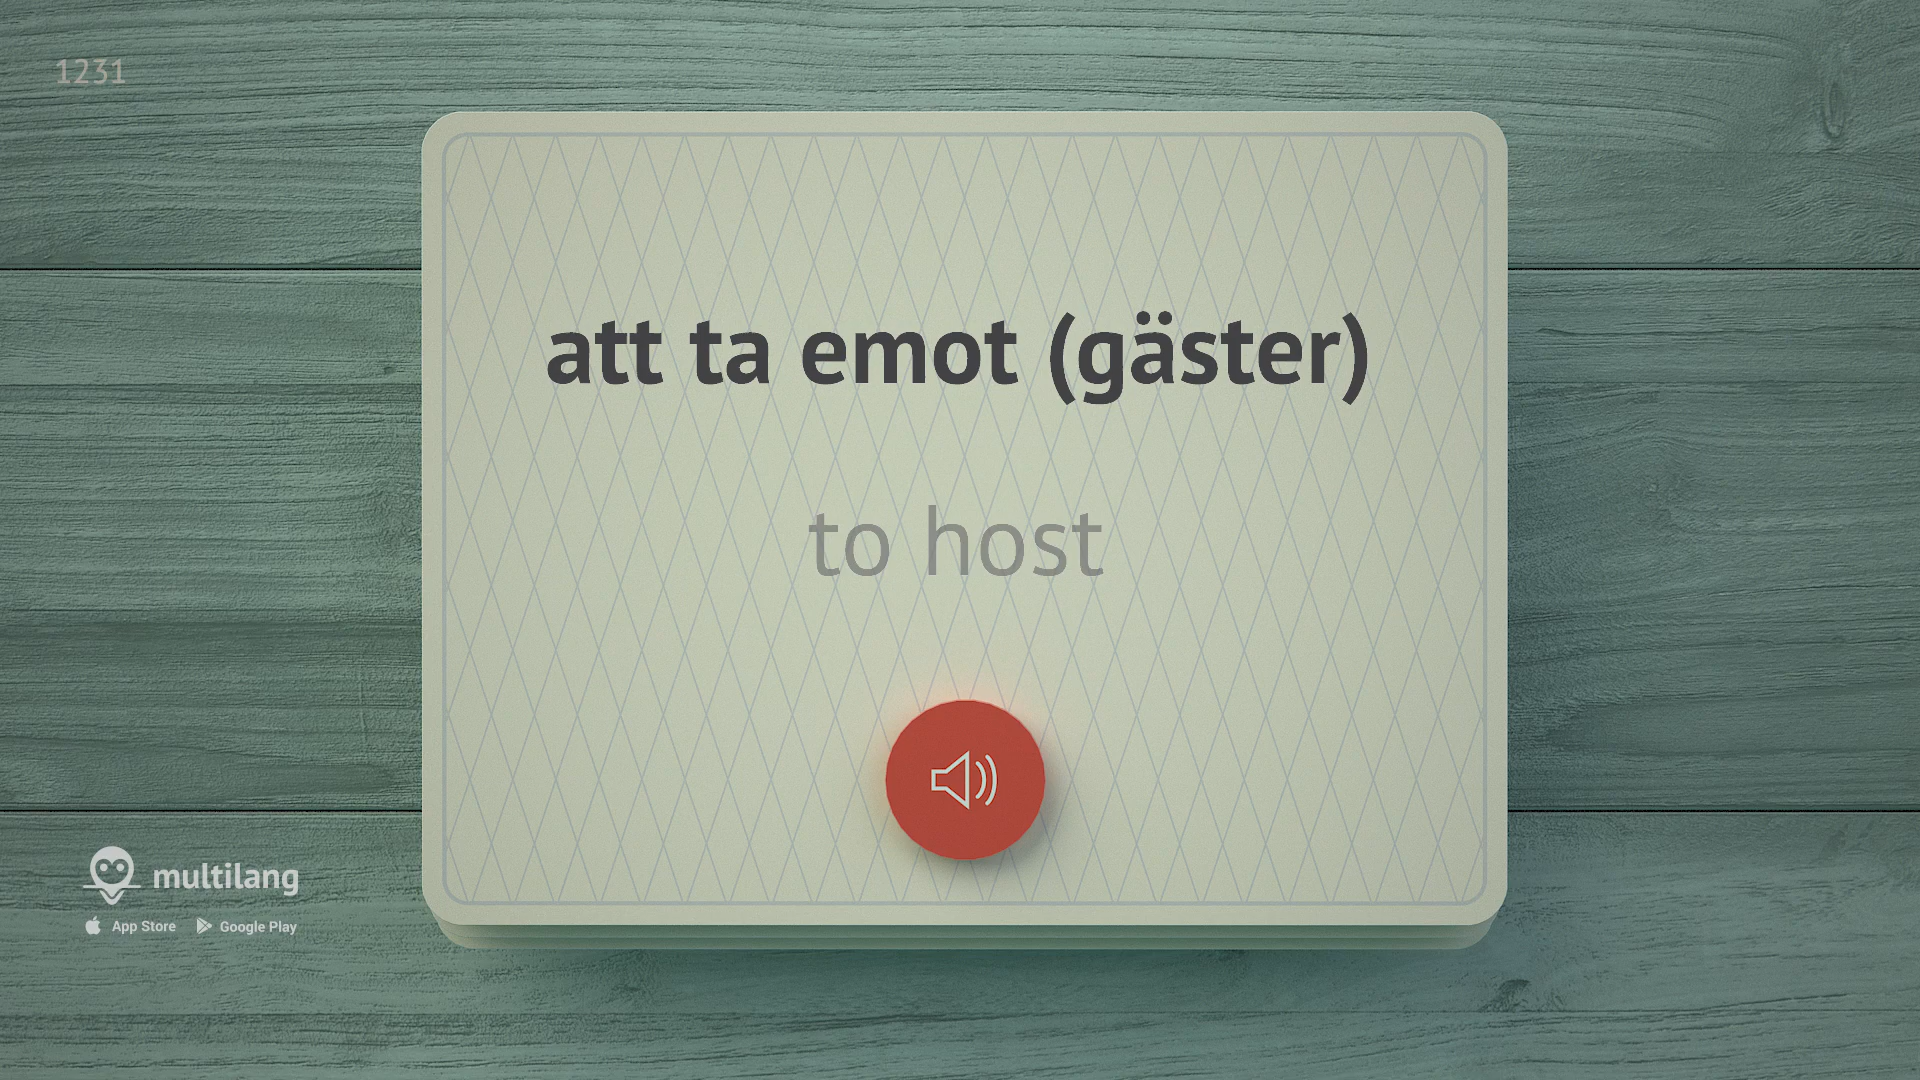 1231
att ta emot (gäster)
to host
multilang
App Store
Google Play